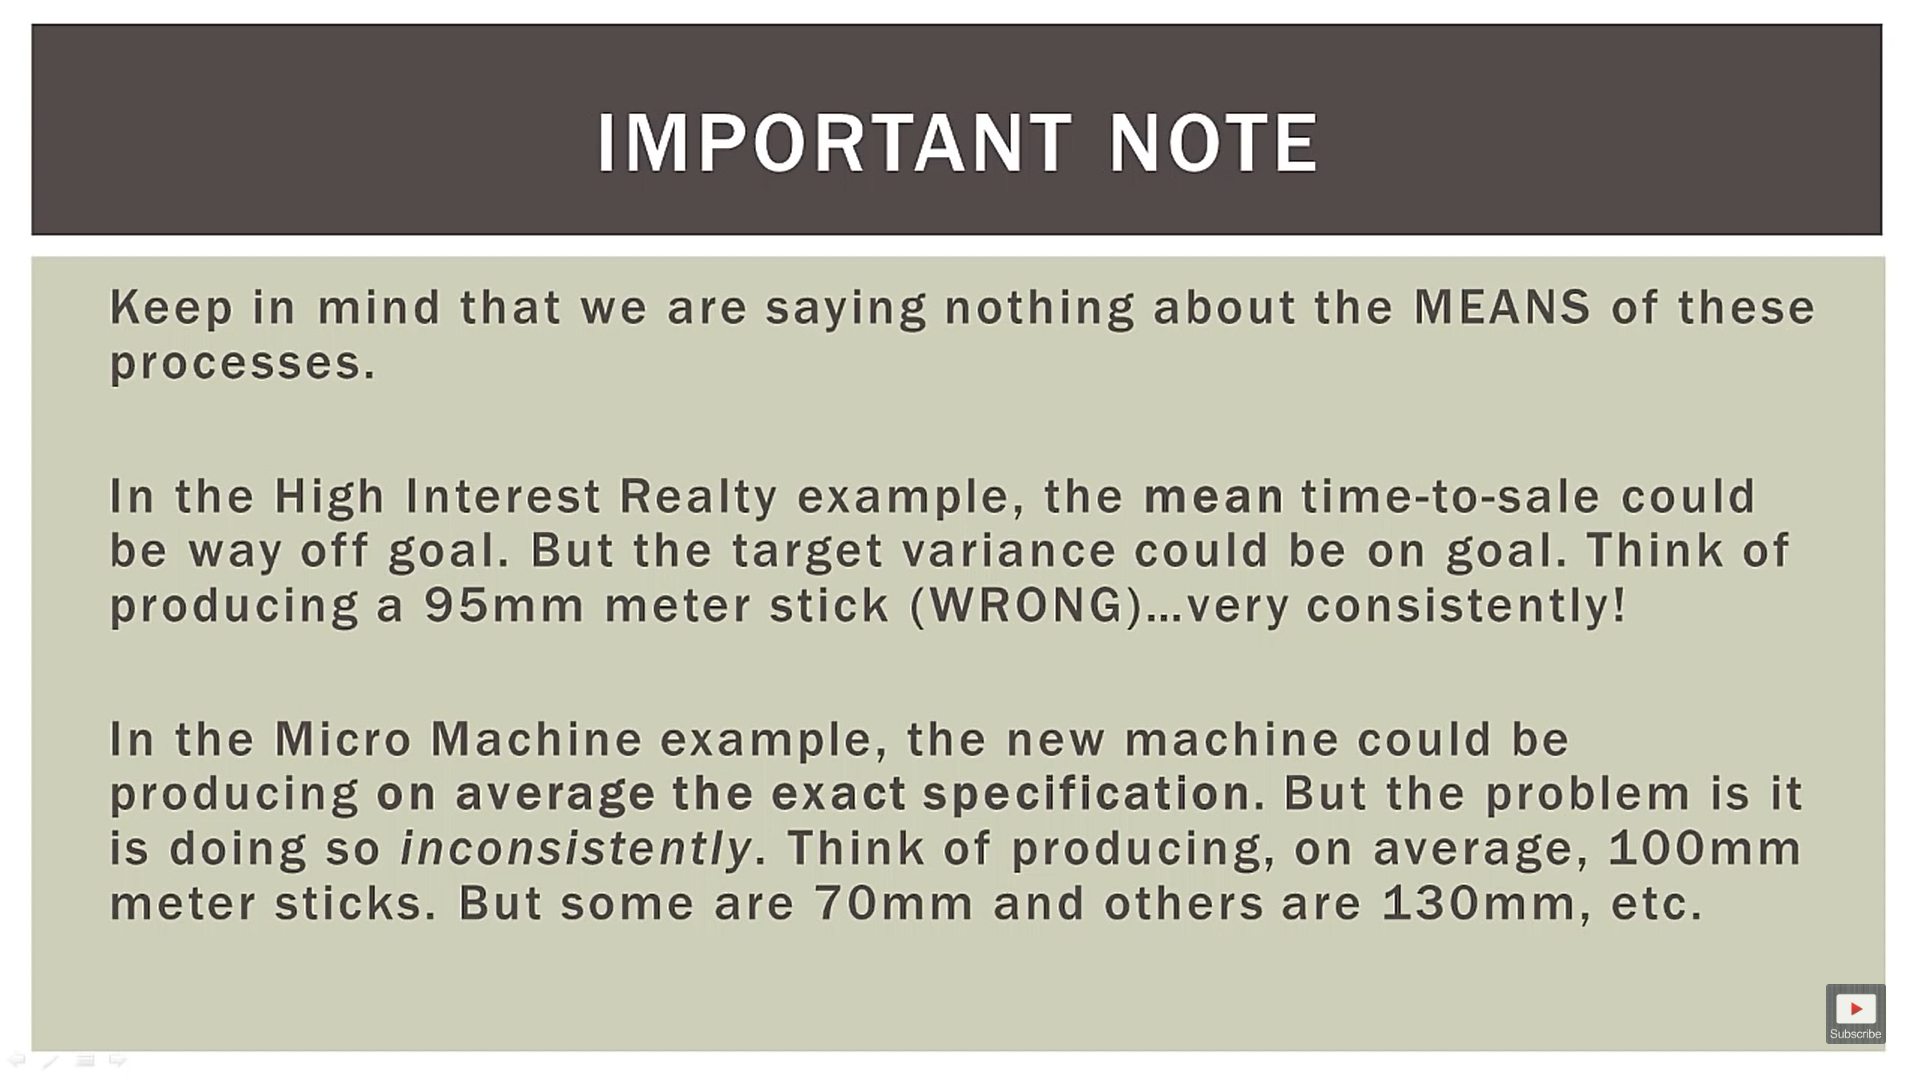 IMPORTANT NOTE
Keep in mind that we are saying nothing about the MEANS of these
processes.
In the High Interest Realty example, the mean time-to-sale could
be way off goal. But the target variance could be on goal. Think of
producing a 95mm meter stick (WRONG)…very consistently!
In the Micro Machine example, the new machine could be
producing on average the exact specification. But the problem is it
is doing so inconsistently. Think of producing, on average, 100mm
meter sticks. But some are 70mm and others are 130mm, etc.
Subscribe